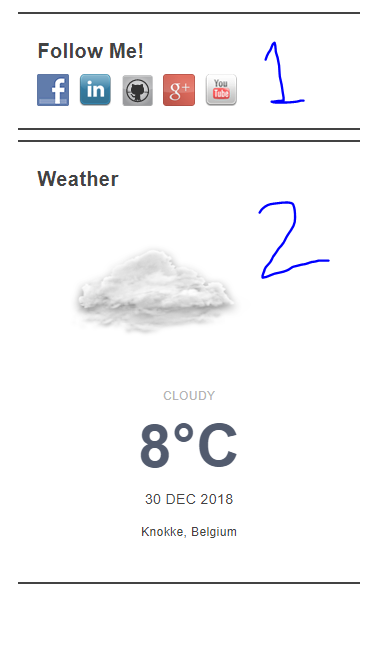 Follow Me!
f in g+ You Tube
1
Weather
2
CLOUDY
8°C
30 DEC 2018
Knokke, Belgium